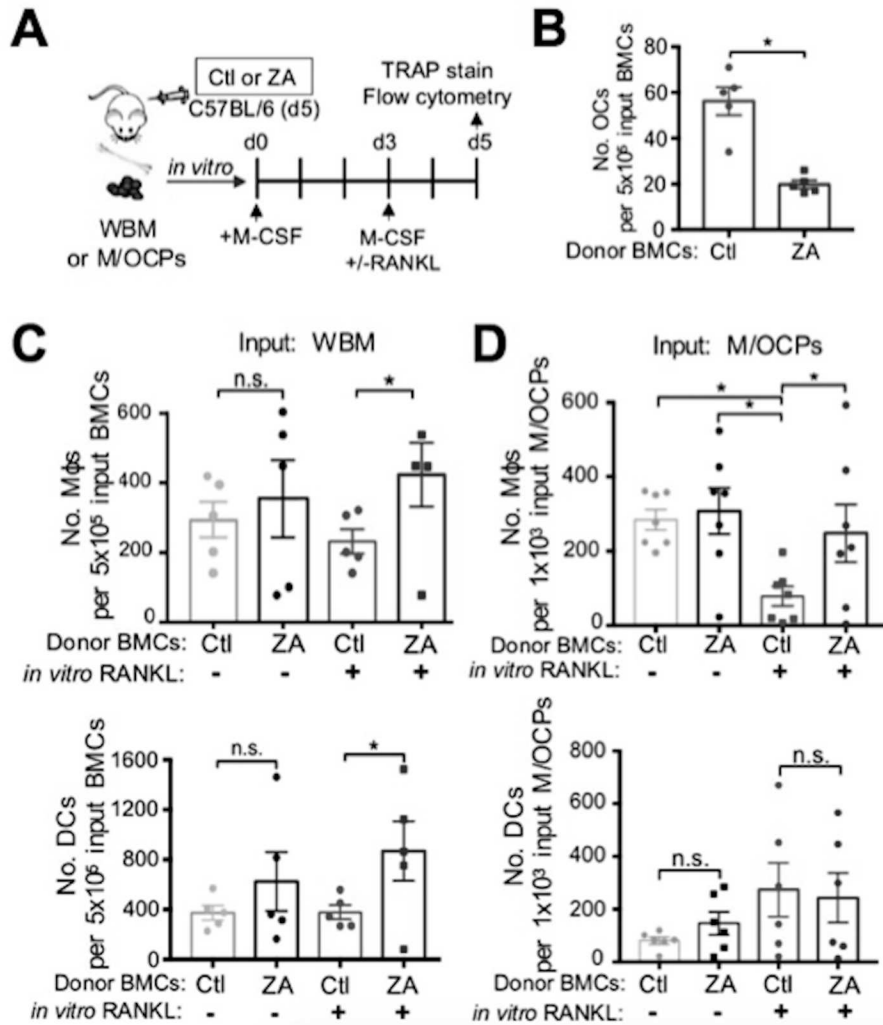 A
Ctl or ZA
C57BL/6 (d5)
TRAP stain
Flow cytometry
in vitro
d0
d3
d5
WBM
or M/OCPs
+M-CSF
M-CSF
+/-RANKL
B
*
80
60
40
20
0
No. OCs
per 5x10⁵ input BMCs
Donor BMCs: Ctl ZA
C
Input: WBM
n.s.
*
600
400
200
0
No. Mϕs
per 5x10⁵ input BMCs
Donor BMCs: Ctl ZA Ctl ZA
in vitro RANKL: - - + +
n.s.
*
1600
1200
800
400
0
No. DCs
per 5x10⁵ input BMCs
Donor BMCs: Ctl ZA Ctl ZA
in vitro RANKL: - - + +
D
Input: M/OCPs
*
*
*
600
400
200
0
No. Mϕs
per 1x10³ input M/OCPs
Donor BMCs: Ctl ZA Ctl ZA
in vitro RANKL: - - + +
n.s.
n.s.
800
600
400
200
0
No. DCs
per 1x10³ input M/OCPs
Donor BMCs: Ctl ZA Ctl ZA
in vitro RANKL: - - + +